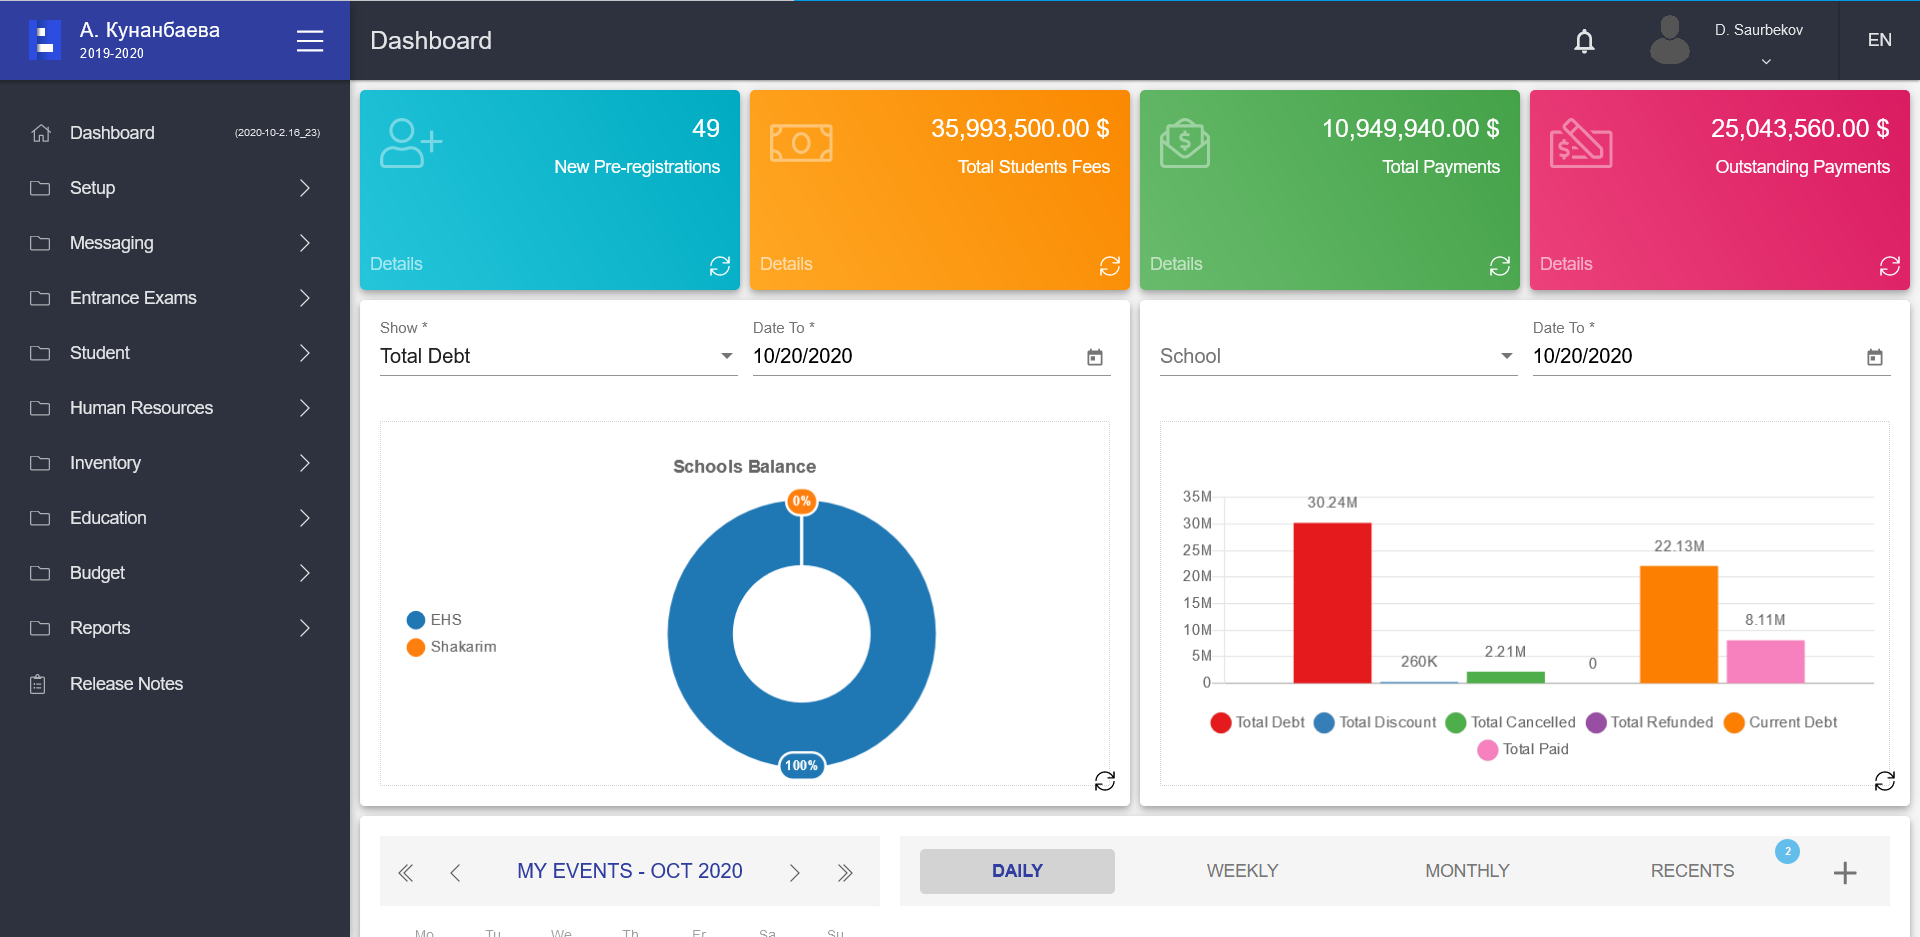 А. Кунанбаева
2019-2020
Dashboard
D. Saurbekov
EN
Dashboard
(2020-10-2.16_23)
Setup
Messaging
Entrance Exams
Student
Human Resources
Inventory
Education
Budget
Reports
Release Notes
49
New Pre-registrations
Details
35,993,500.00 $
Total Students Fees
Details
10,949,940.00 $
Total Payments
Details
25,043,560.00 $
Outstanding Payments
Details
Show *
Total Debt
Date To *
10/20/2020
Schools Balance
0%
EHS
Shakarim
100%
School
Date To *
10/20/2020
35M
30M
25M
20M
15M
10M
5M
0
30.24M
260K
2.21M
0
22.13M
8.11M
Total Debt
Total Discount
Total Cancelled
Total Refunded
Current Debt
Total Paid
MY EVENTS - OCT 2020
Mo Tu We Th Fr Sa Su
DAILY
WEEKLY
MONTHLY
RECENTS
2